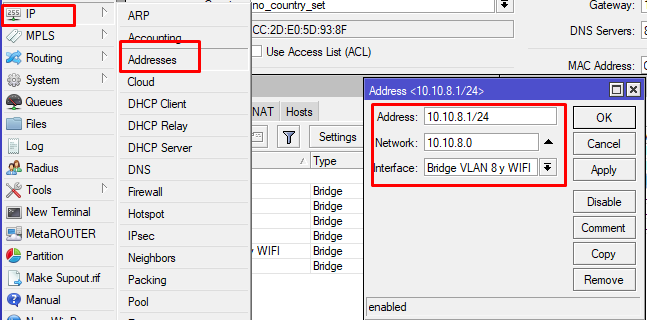 IP
MPLS
Routing
System
Queues
Files
Log
Radius
Tools
New Terminal
MetaROUTER
Partition
Make Supout.rif
Manual
ARP
Accounting
Addresses
Cloud
DHCP Client
DHCP Relay
DHCP Server
DNS
Firewall
Hotspot
IPsec
Neighbors
Packing
Pool
no_country_set
CC:2D:E0:5D:93:8F
Use Access List (ACL)
NAT Hosts
Settings
Type
Bridge
Bridge
Bridge
Bridge
y WIFI Bridge
Bridge
Gateway:
DNS Servers:
MAC Address:
Address <10.10.8.1/24>
Address: 10.10.8.1/24
Network: 10.10.8.0
Interface: Bridge VLAN 8 y WIFI
OK
Cancel
Apply
Disable
Comment
Copy
Remove
enabled